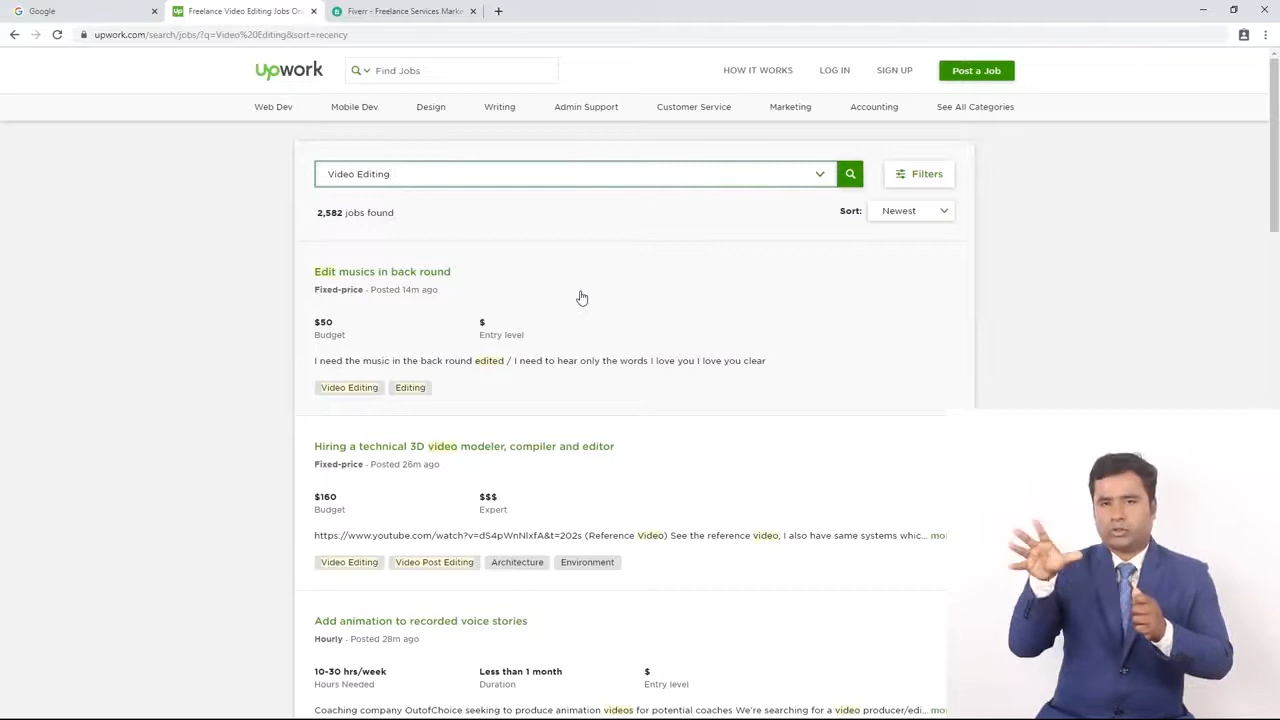 Google
Freelance Video Editing Jobs On
Fiverr - Freelance Services Marke
upwork.com/search/jobs/?q=Video%20Editing&sort=recency
upwork
Find Jobs
HOW IT WORKS
LOG IN
SIGN UP
Post a Job
Web Dev
Mobile Dev
Design
Writing
Admin Support
Customer Service
Marketing
Accounting
See All Categories
Video Editing
Filters
2,582 jobs found
Sort:
Newest
Edit musics in back round
Fixed-price - Posted 14m ago
$50
$
Budget
Entry level
I need the music in the back round edited / I need to hear only the words I love you I love you clear
Video Editing
Editing
Hiring a technical 3D video modeler, compiler and editor
Fixed-price - Posted 26m ago
$160
$$$
Budget
Expert
https://www.youtube.com/watch?v=dS4pWnNlxfA&t=202s (Reference Video) See the reference video, I also have same systems whic... mo
Video Editing
Video Post Editing
Architecture
Environment
Add animation to recorded voice stories
Hourly - Posted 28m ago
10-30 hrs/week
Less than 1 month
$
Hours Needed
Duration
Entry level
Coaching company OutofChoice seeking to produce animation videos for potential coaches We're searching for a video producer/edi... mo